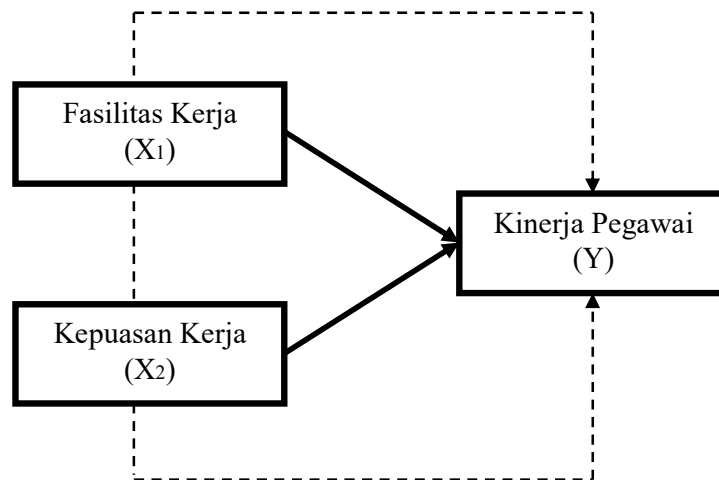 Fasilitas Kerja
(X1)
Kinerja Pegawai
(Y)
Kepuasan Kerja
(X2)